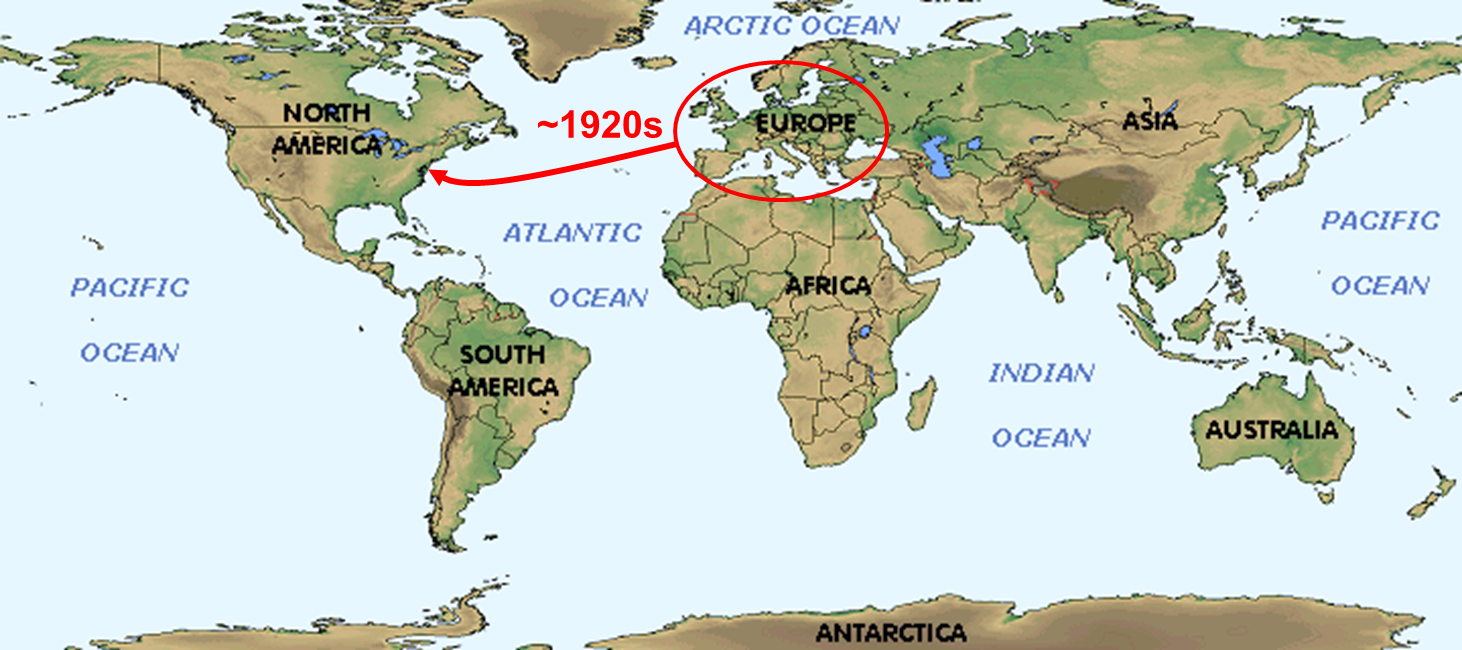 ARCTIC OCEAN
NORTH
AMERICA
~1920s
EUROPE
ASIA
ATLANTIC
OCEAN
PACIFIC
OCEAN
PACIFIC
OCEAN
AFRICA
SOUTH
AMERICA
INDIAN
OCEAN
AUSTRALIA
ANTARCTICA